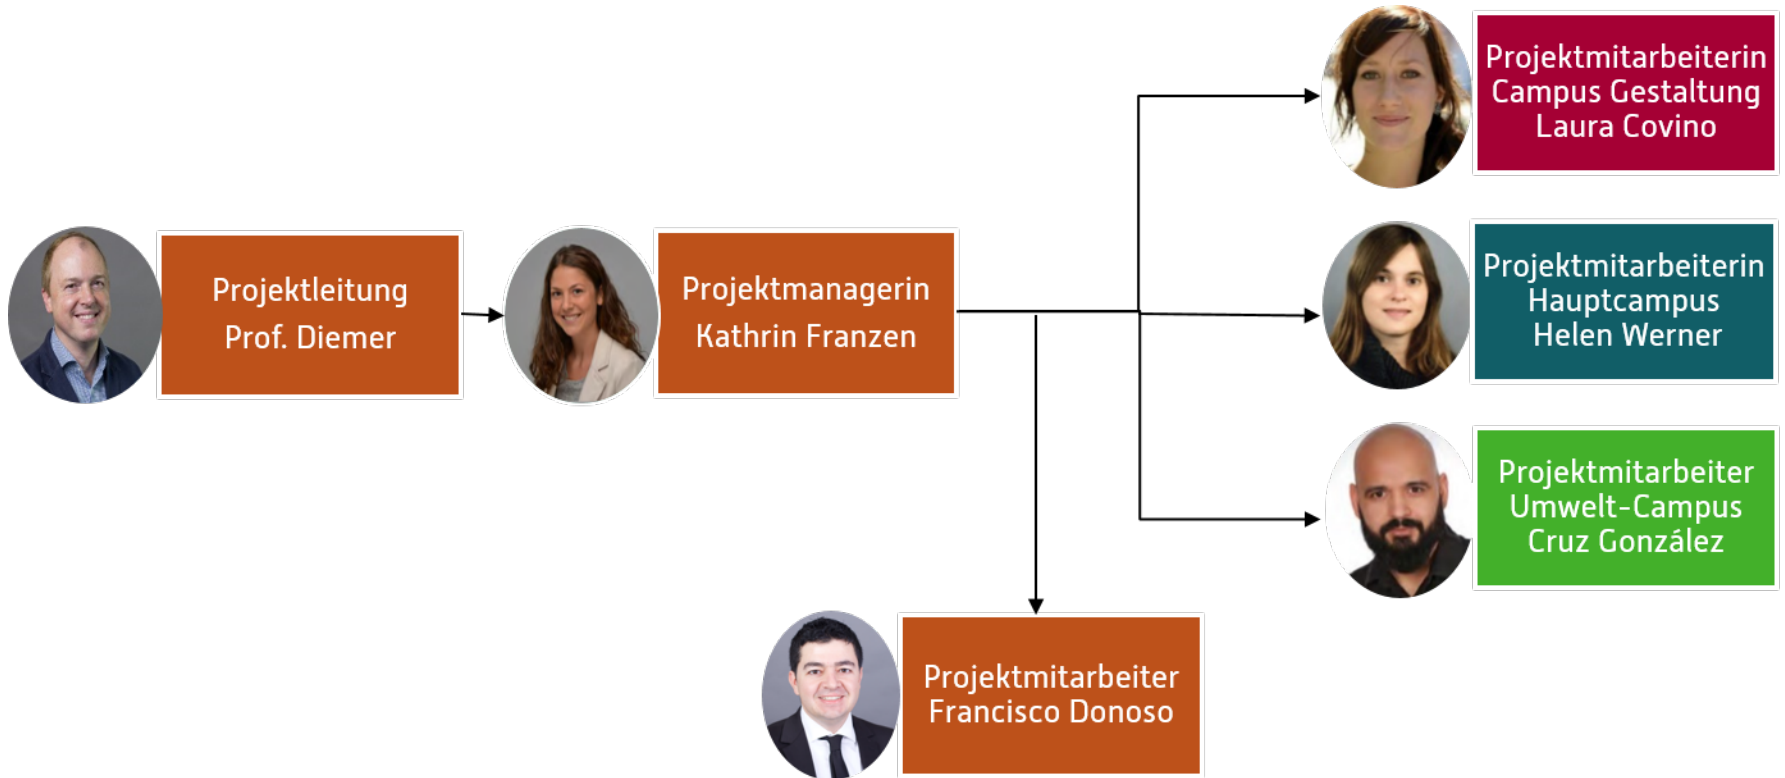 Projektmitarbeiterin
Campus Gestaltung
Laura Covino
Projektleitung
Prof. Diemer
Projektmanagerin
Kathrin Franzen
Projektmitarbeiterin
Hauptcampus
Helen Werner
Projektmitarbeiter
Umwelt-Campus
Cruz González
Projektmitarbeiter
Francisco Donoso